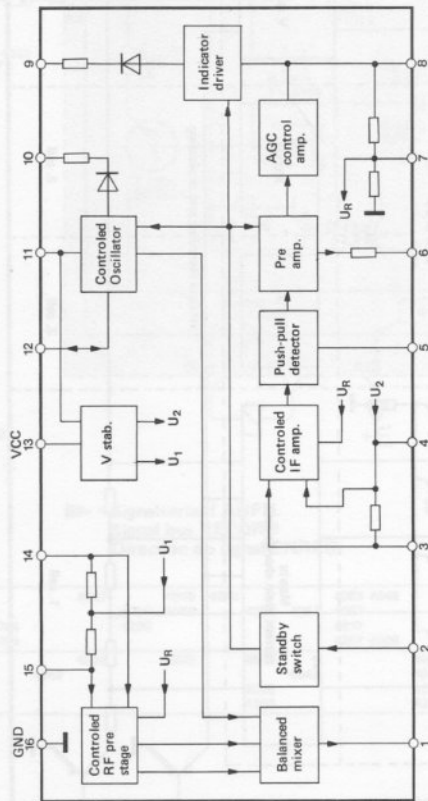 GND
VCC
16
15
14
13
12
11
10
9
Controled
RF pre
stage
U1
UR
V stab.
U1
U2
Controled
Oscillator
Indicator
driver
Balanced
mixer
Standby
switch
Controled
IF amp.
UR
U2
Push-pull
detector
Pre
amp.
AGC
control
amp.
UR
1
2
3
4
5
6
7
8